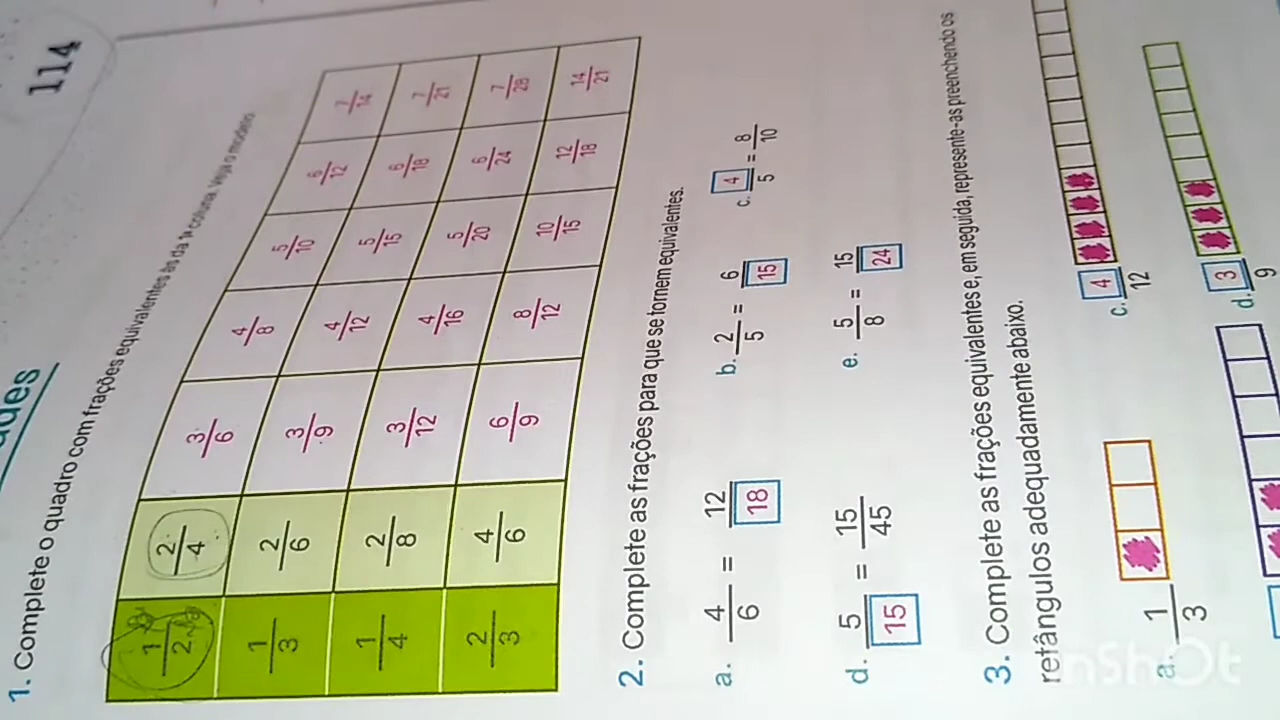 114
1. Complete o quadro com frações equivalentes às da 1ª coluna. Veja o modelo
1/2 2/4 3/6 4/8 5/10 6/12 7/14
1/3 2/6 3/9 4/12 5/15 6/18 7/21
1/4 2/8 3/12 4/16 5/20 6/24 7/28
2/3 4/6 6/9 8/12 10/15 12/18 14/21
2. Complete as frações para que se tornem equivalentes.
a. 4/6 = 12/18 b. 2/5 = 6/15 c. 4/5 = 8/10
d. 5/15 = 15/45 e. 5/8 = 15/24
3. Complete as frações equivalentes e, em seguida, represente-as preenchendo os
retângulos adequadamente abaixo.
a. 1/3 c. 4/12
d. 3/9